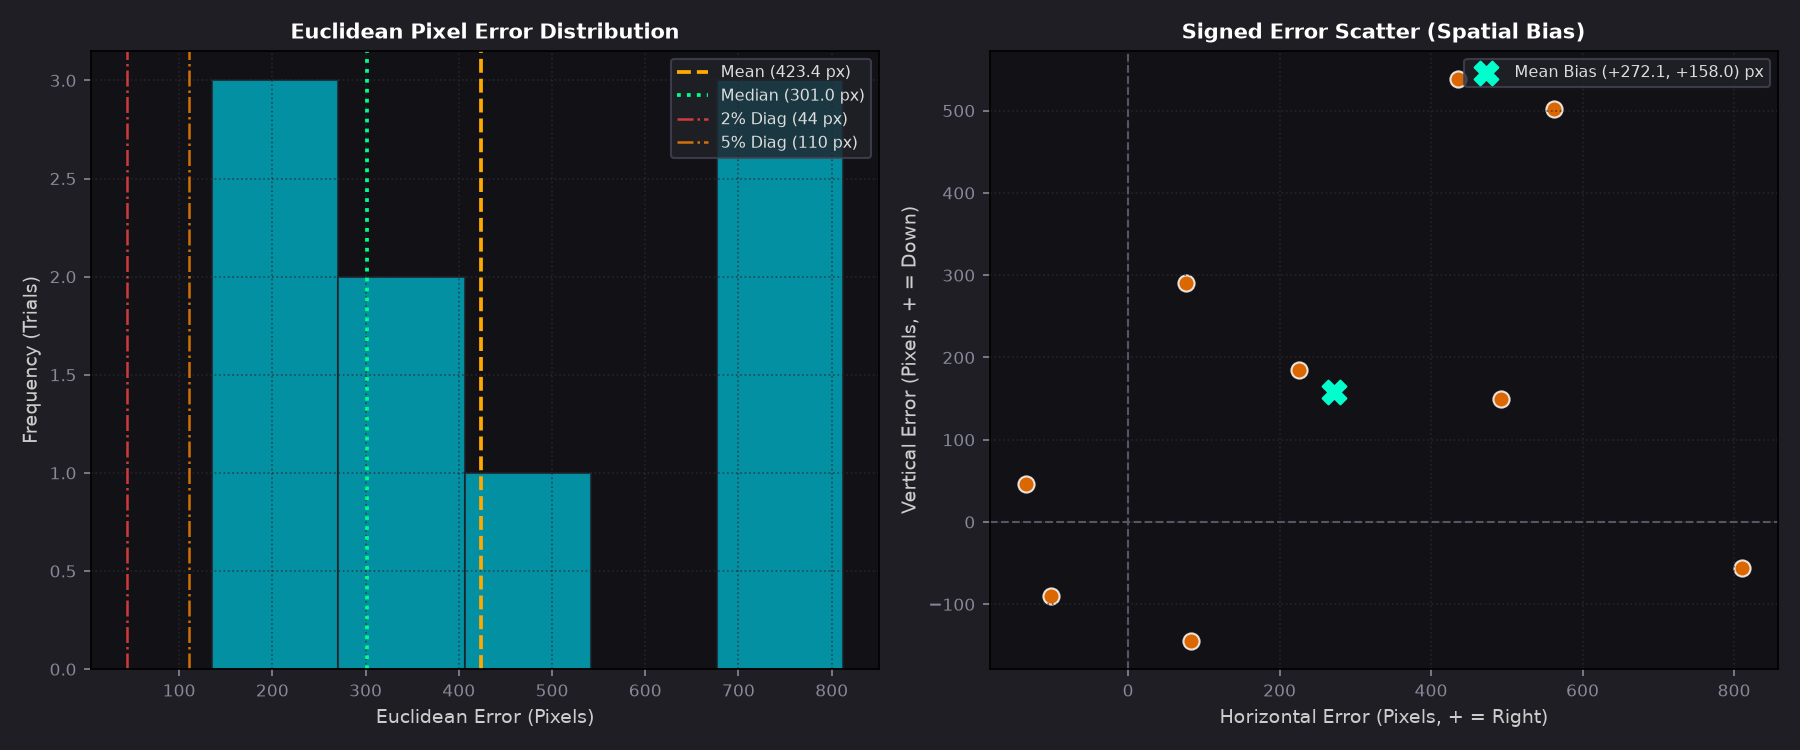 Euclidean Pixel Error Distribution
Mean (423.4 px)
Median (301.0 px)
2% Diag (44 px)
5% Diag (110 px)
Frequency (Trials)
3.0
2.5
2.0
1.5
1.0
0.5
0.0
100 200 300 400 500 600 700 800
Euclidean Error (Pixels)
Signed Error Scatter (Spatial Bias)
Mean Bias (+272.1, +158.0) px
Vertical Error (Pixels, + = Down)
500
400
300
200
100
0
−100
0 200 400 600 800
Horizontal Error (Pixels, + = Right)